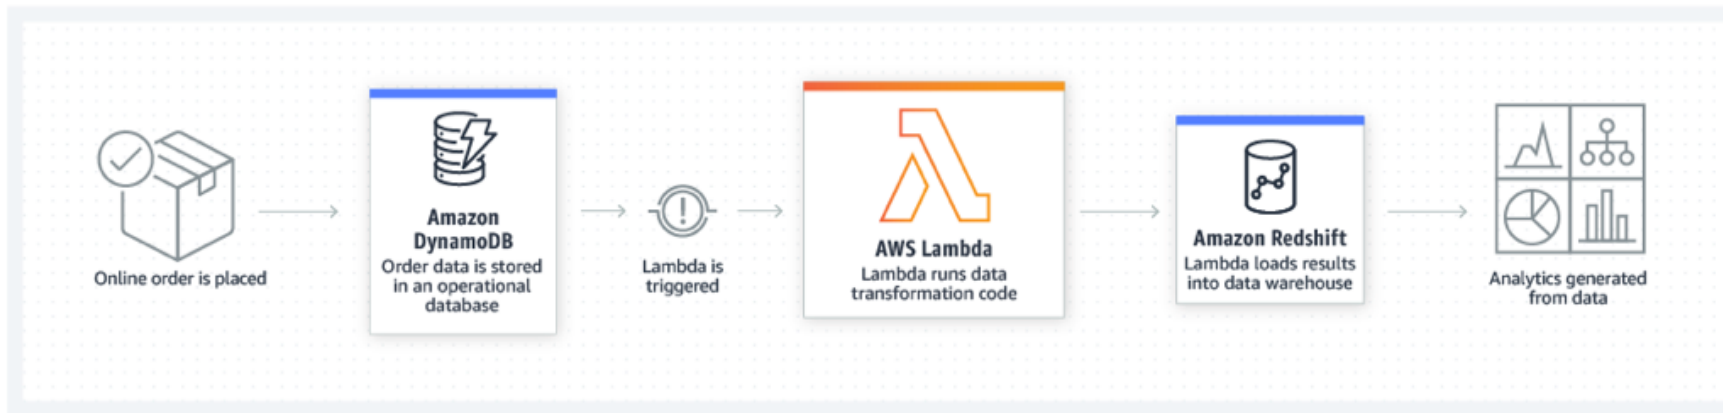 Online order is placed
Amazon
DynamoDB
Order data is stored
in an operational
database
Lambda is
triggered
AWS Lambda
Lambda runs data
transformation code
Amazon Redshift
Lambda loads results
into data warehouse
Analytics generated
from data